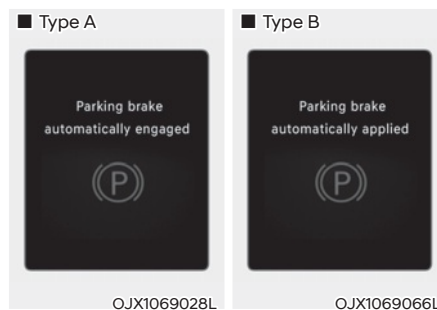 ■ Type A
Parking brake
automatically engaged
P
OJX1069028L
■ Type B
Parking brake
automatically applied
P
OJX1069066L